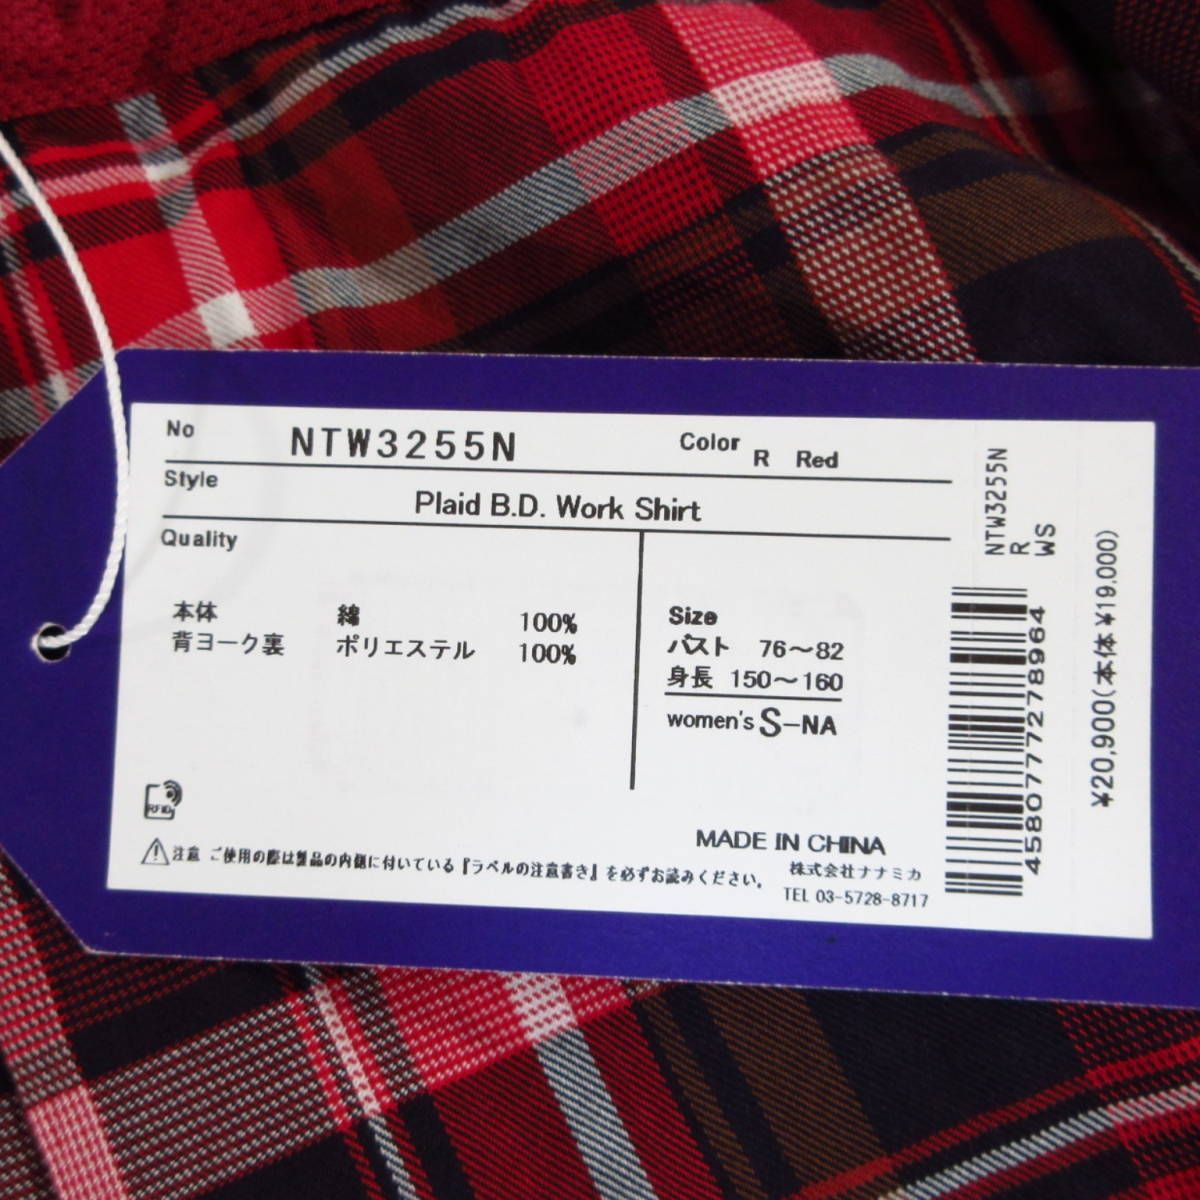 No NTW3255N Color R Red
Style
Plaid B.D. Work Shirt
Quality
本体 綿 100%
背ヨーク裏 ポリエステル 100%
Size
バスト 76～82
身長 150～160
women's S-NA
RFID
MADE IN CHINA
注意 ご使用の際は製品の内側に付いている『ラベルの注意書き』を必ずお読みください。
株式会社ナナミカ
TEL 03-5728-8717
NTW3255N
R
WS
4580777278964
¥20,900(本体 ¥19,000)